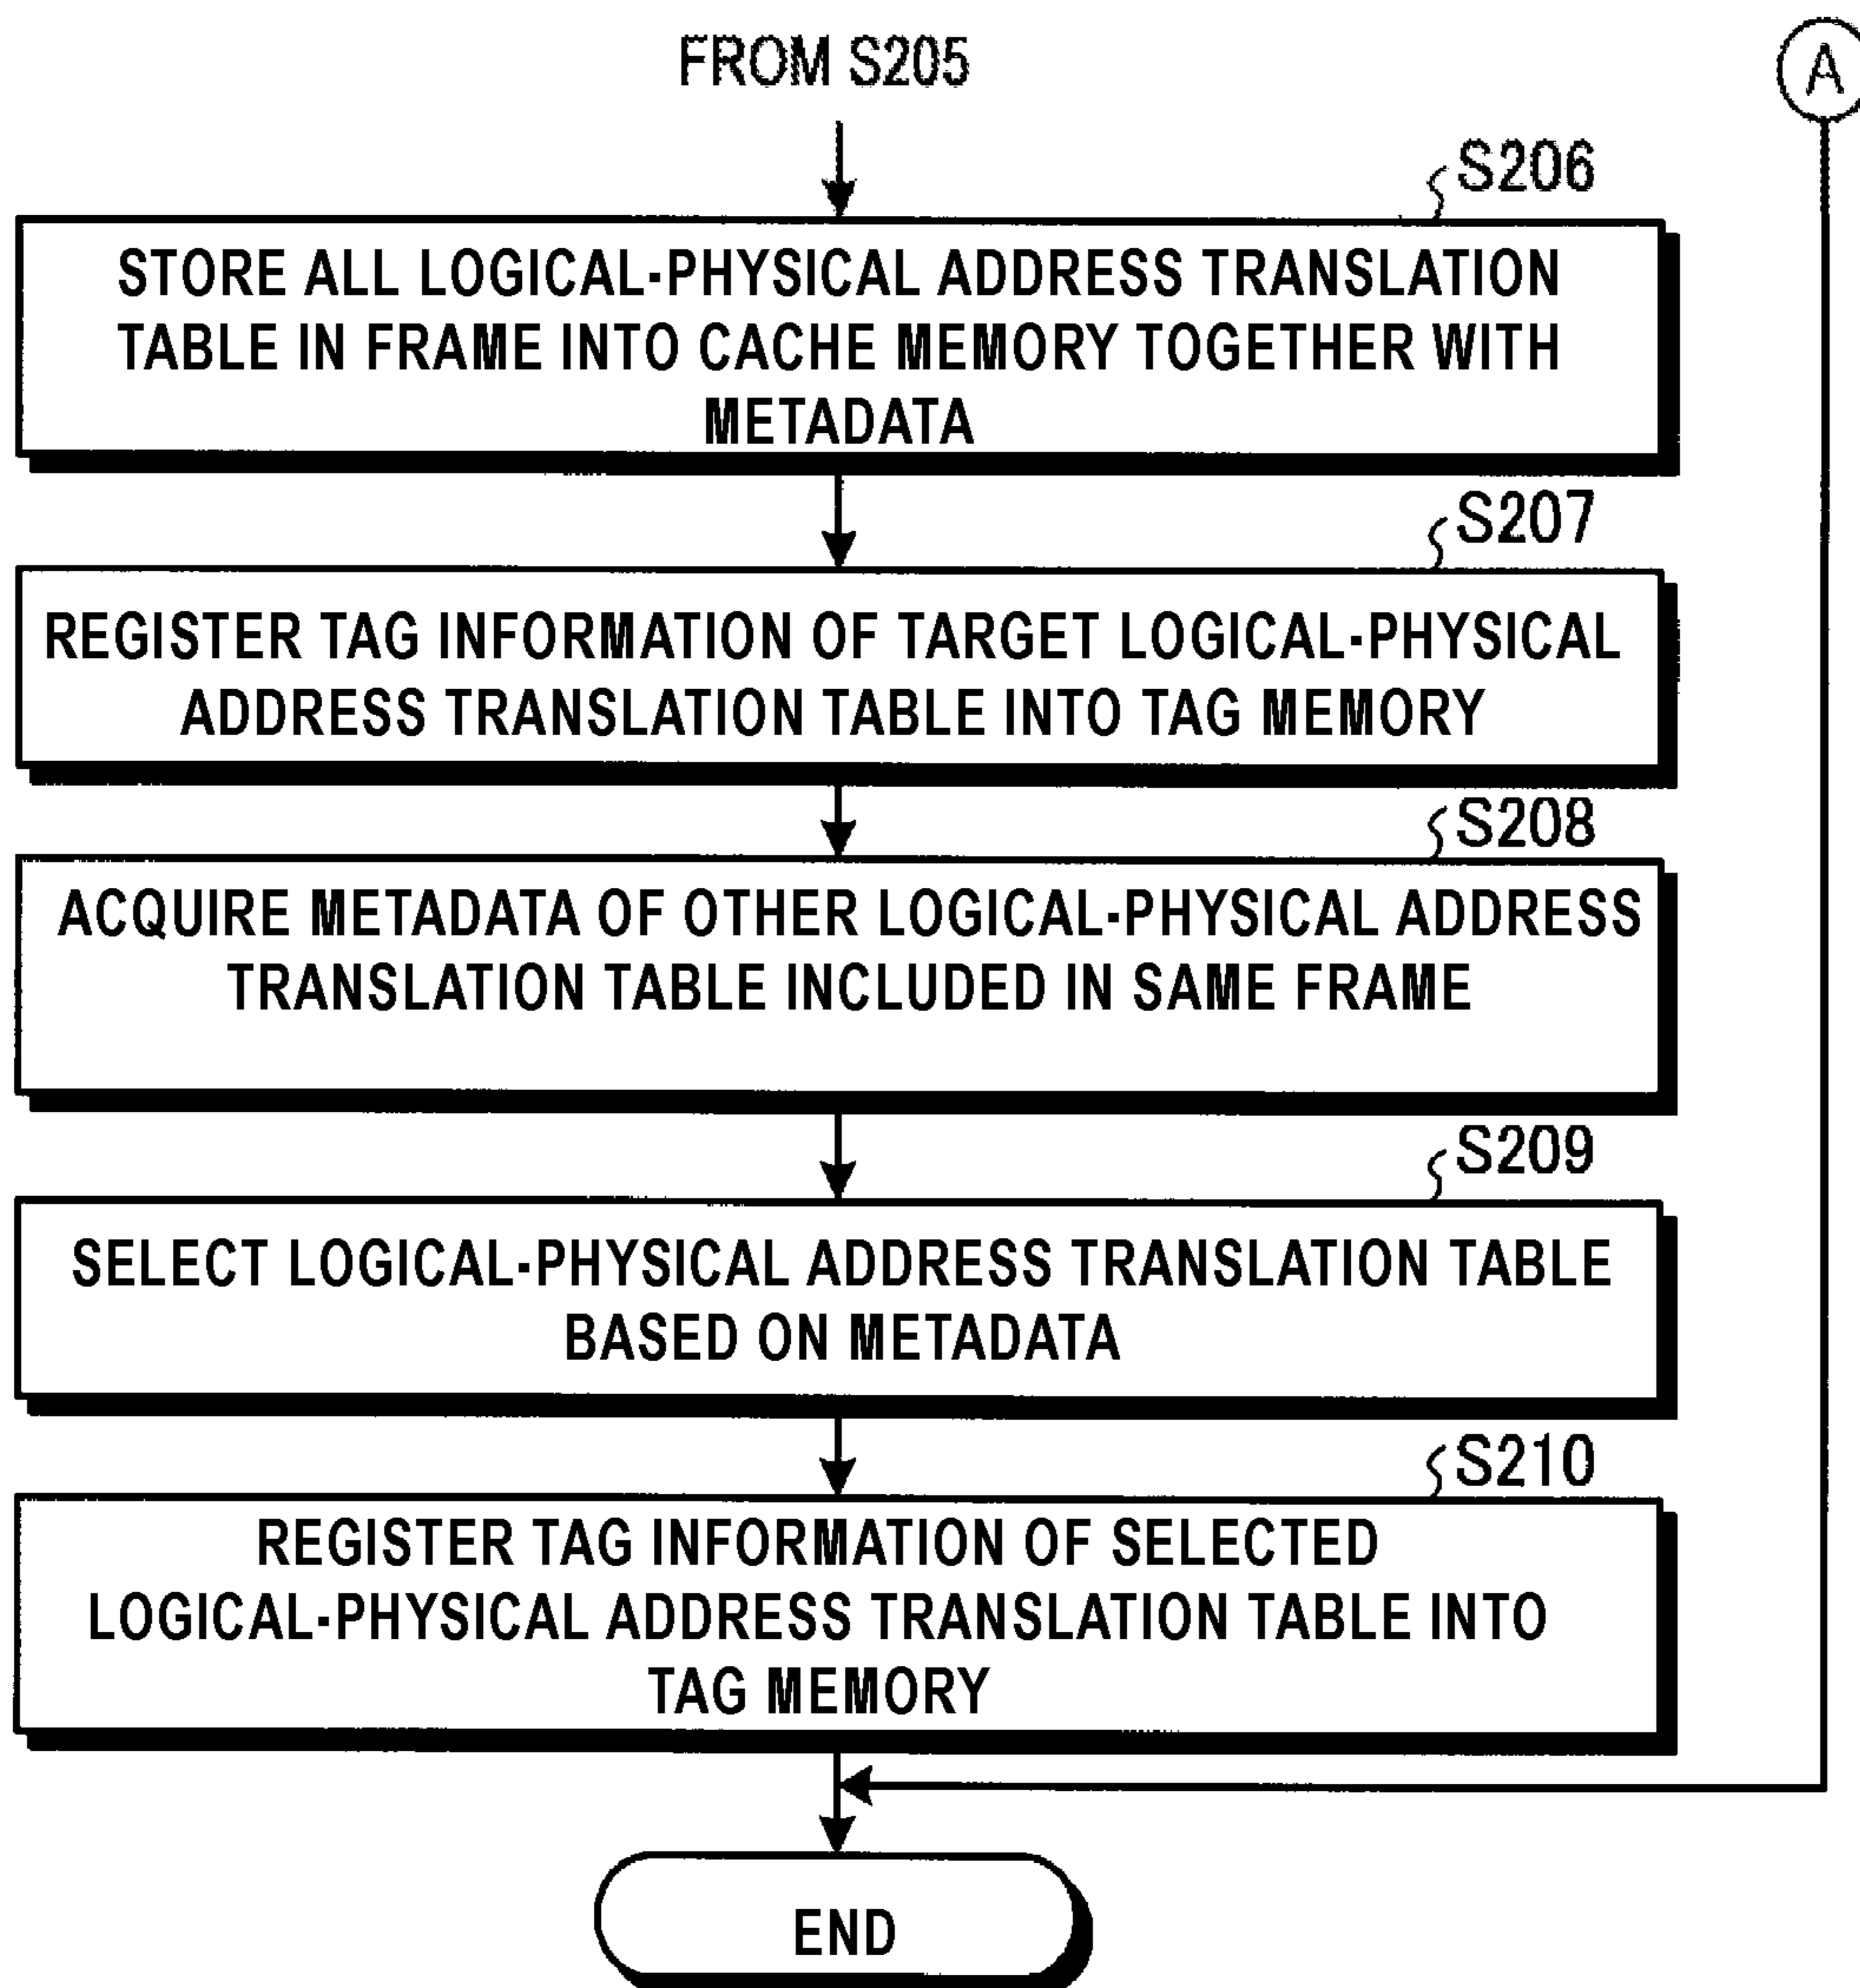 FROM S205
A
S206
STORE ALL LOGICAL-PHYSICAL ADDRESS TRANSLATION
TABLE IN FRAME INTO CACHE MEMORY TOGETHER WITH
METADATA
S207
REGISTER TAG INFORMATION OF TARGET LOGICAL-PHYSICAL
ADDRESS TRANSLATION TABLE INTO TAG MEMORY
S208
ACQUIRE METADATA OF OTHER LOGICAL-PHYSICAL ADDRESS
TRANSLATION TABLE INCLUDED IN SAME FRAME
S209
SELECT LOGICAL-PHYSICAL ADDRESS TRANSLATION TABLE
BASED ON METADATA
S210
REGISTER TAG INFORMATION OF SELECTED
LOGICAL-PHYSICAL ADDRESS TRANSLATION TABLE INTO
TAG MEMORY
END